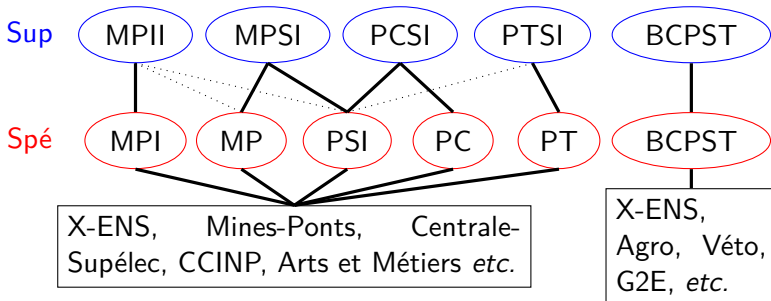 Sup MPII MPSI PCSI PTSI BCPST
Spé MPI MP PSI PC PT BCPST
X-ENS, Mines-Ponts, Centrale-
Supélec, CCINP, Arts et Métiers etc.
X-ENS,
Agro, Véto,
G2E, etc.